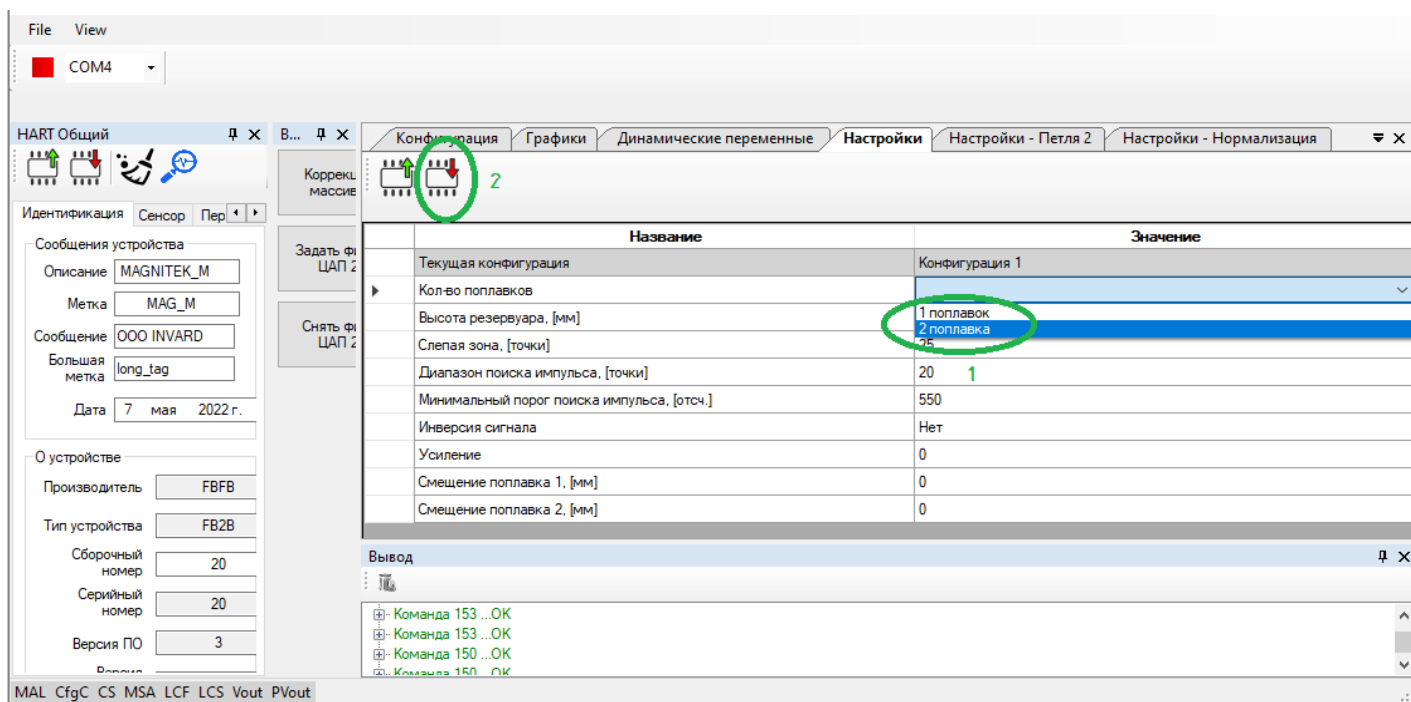 File View
COM4
HART Общий
Идентификация Сенсор Пер
Сообщения устройства
Описание MAGNITEK_M
Метка MAG_M
Сообщение ООО INVARD
Большая метка long_tag
Дата 7 мая 2022 г.
О устройстве
Производитель FBFB
Тип устройства FB2B
Сборочный номер 20
Серийный номер 20
Версия ПО 3
Версия
В...
Коррекц
массив
Задать фи
ЦАП 2
Снять фи
ЦАП 2
Конфигурация Графики Динамические переменные Настройки Настройки - Петля 2 Настройки - Нормализация
2
Название Значение
Текущая конфигурация Конфигурация 1
Кол-во поплавков
1 поплавок
2 поплавка
Высота резервуара, [мм]
Слепая зона, [точки] 25
Диапазон поиска импульса, [точки] 20 1
Минимальный порог поиска импульса, [отсч.] 550
Инверсия сигнала Нет
Усиление 0
Смещение поплавка 1, [мм] 0
Смещение поплавка 2, [мм] 0
Вывод
Команда 153 ...OK
Команда 153 ...OK
Команда 150 ...OK
Команда 150 ...OK
MAL CfgC CS MSA LCF LCS Vout PVout